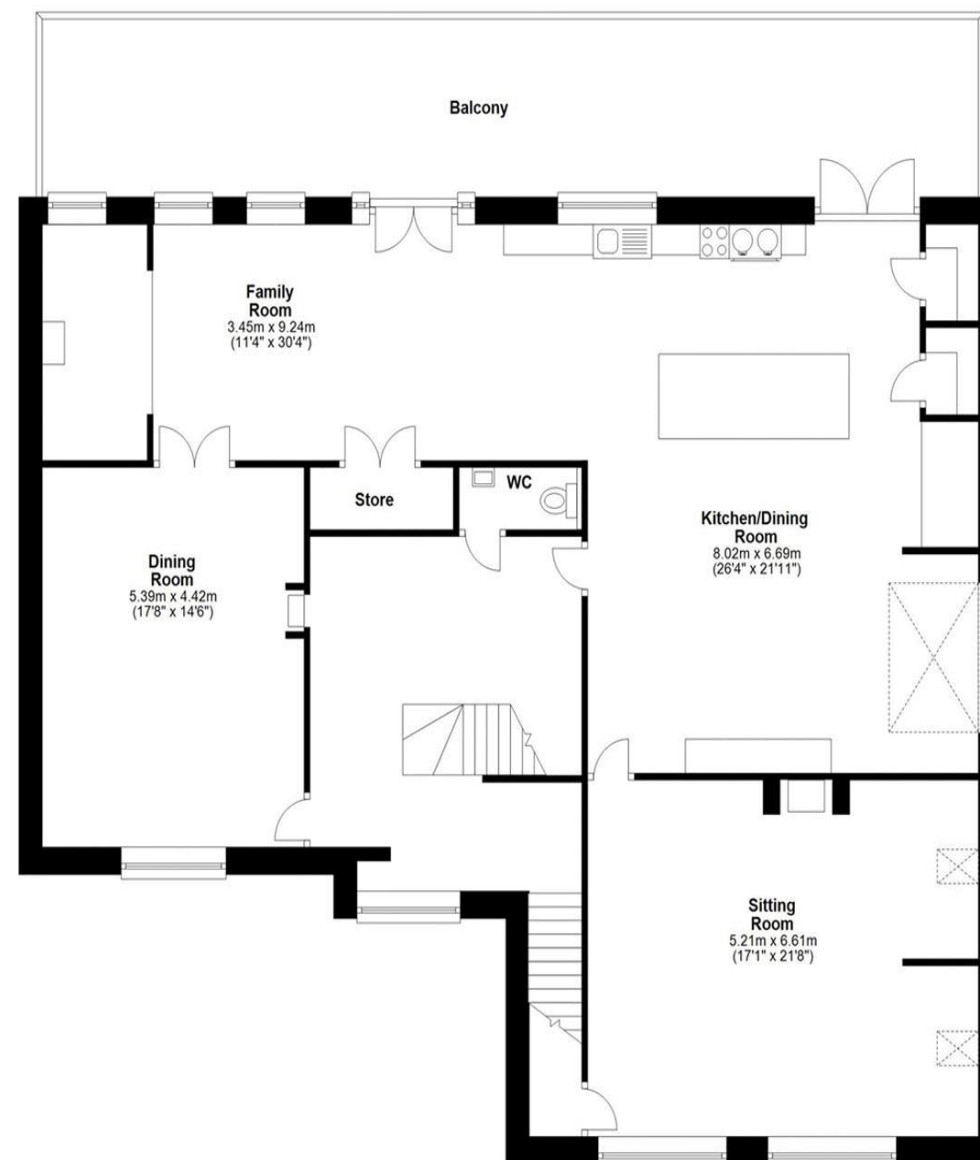 Balcony
Family
Room
3.45m x 9.24m
(11'4" x 30'4")
Store
WC
Kitchen/Dining
Room
8.02m x 6.69m
(26'4" x 21'11")
Dining
Room
5.39m x 4.42m
(17'8" x 14'6")
Sitting
Room
5.21m x 6.61m
(17'1" x 21'8")